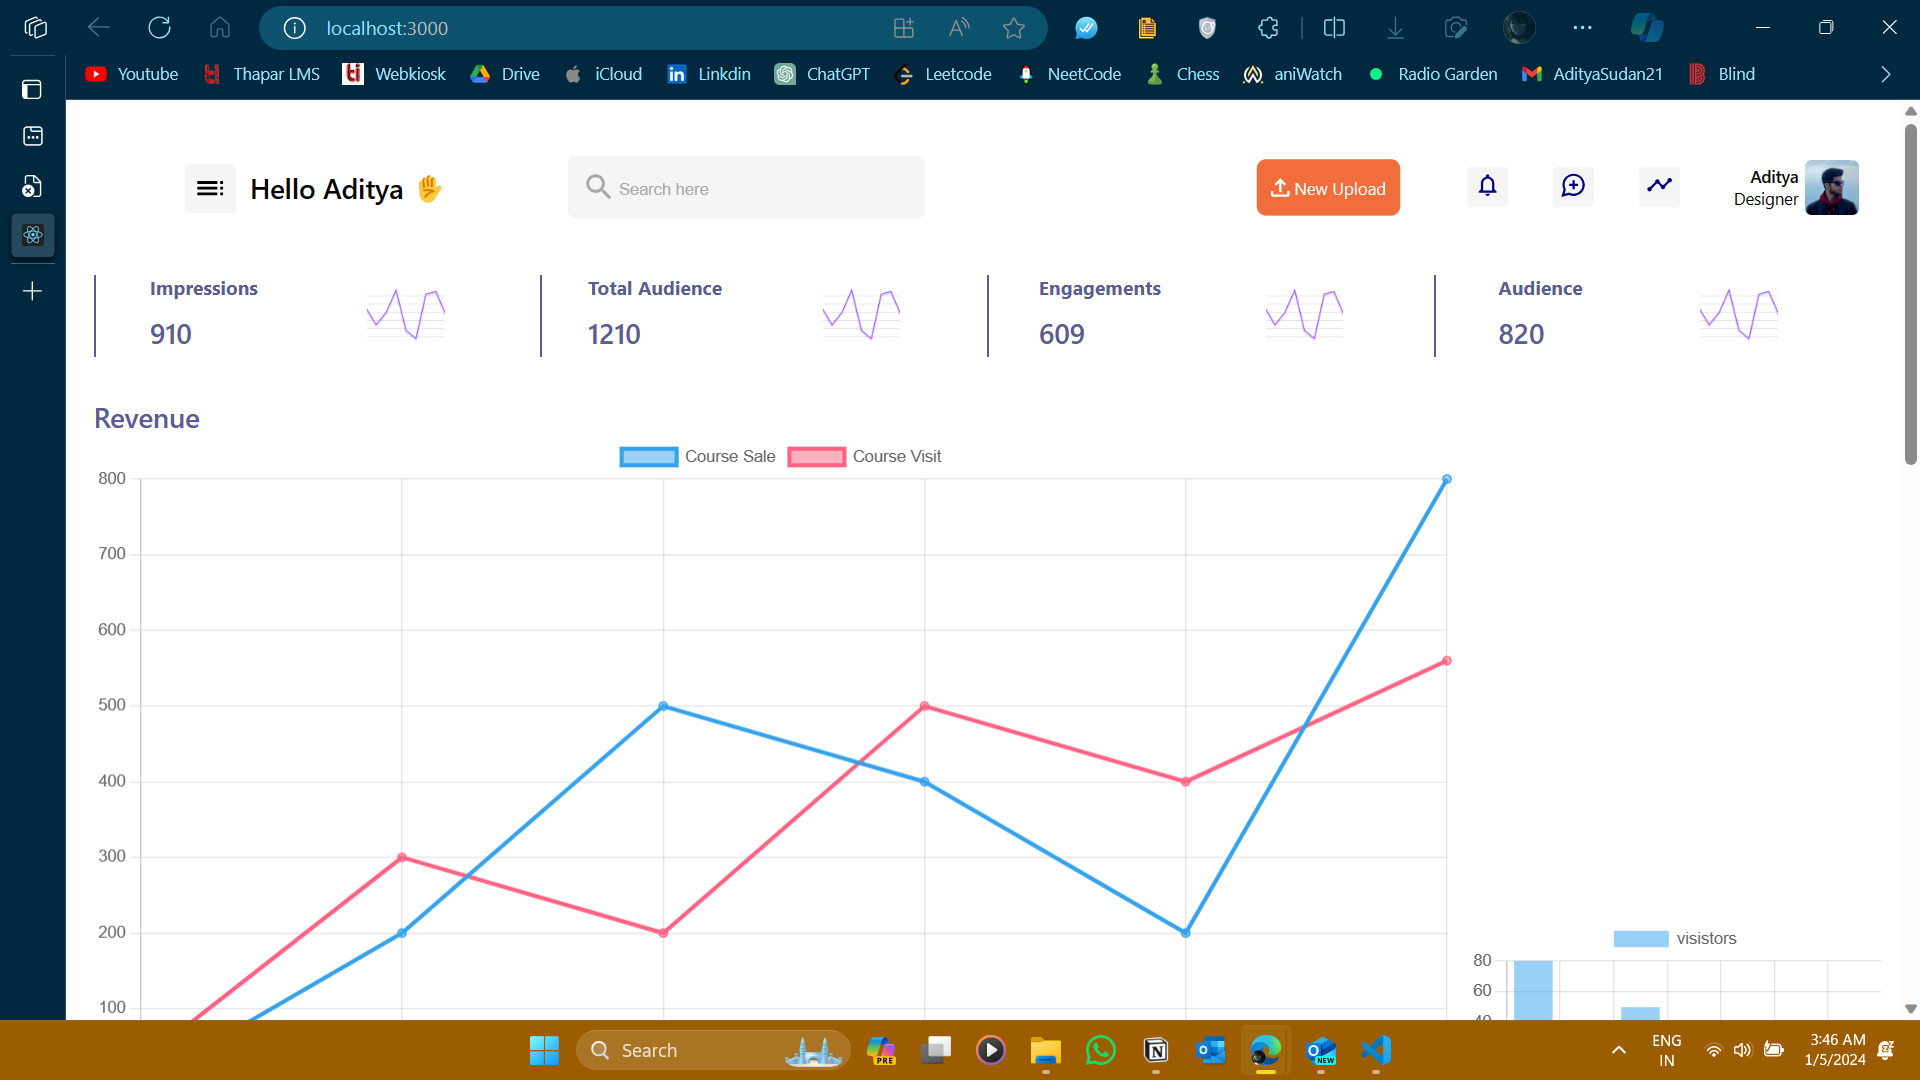 localhost:3000
Youtube Thapar LMS Webkiosk Drive iCloud Linkdin ChatGPT Leetcode NeetCode Chess aniWatch Radio Garden AdityaSudan21 Blind
Hello Aditya ✋
Search here
New Upload
Aditya
Designer
Impressions
910
Total Audience
1210
Engagements
609
Audience
820
Revenue
Course Sale Course Visit
800
700
600
500
400
300
200
100
visistors
80
60
40
Search
PRE
NEW
ENG
IN
3:46 AM
1/5/2024